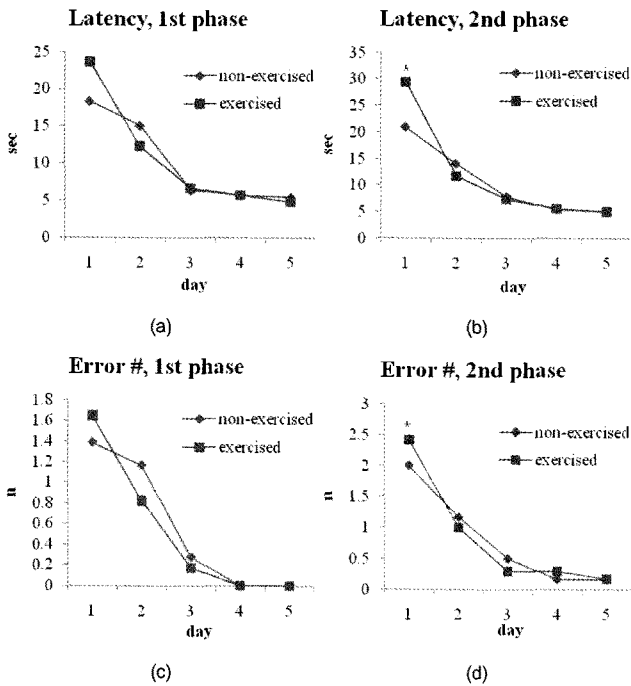 Latency, 1st phase
25
20
15
10
5
0
sec
non-exercised
exercised
1 2 3 4 5
day
(a)
Latency, 2nd phase
35
30
25
20
15
10
5
0
sec
*
non-exercised
exercised
1 2 3 4 5
day
(b)
Error #, 1st phase
1.8
1.6
1.4
1.2
1
0.8
0.6
0.4
0.2
0
n
non-exercised
exercised
1 2 3 4 5
day
(c)
Error #, 2nd phase
3
2.5
2
1.5
1
0.5
0
n
*
non-exercised
exercised
1 2 3 4 5
day
(d)